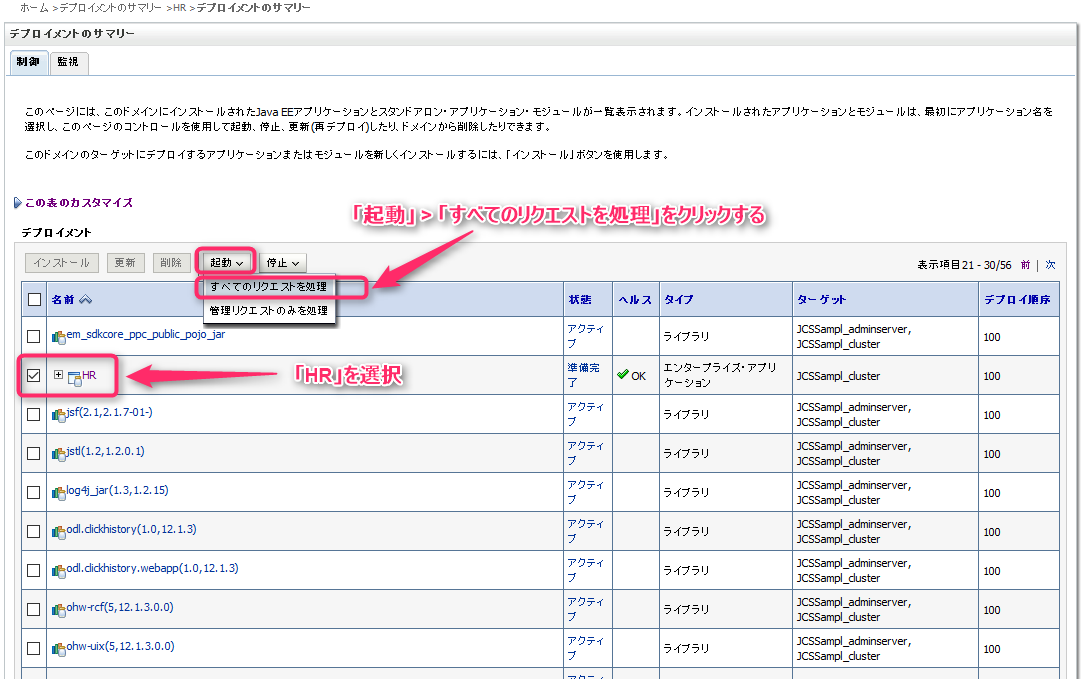 ホーム >デプロイメントのサマリー >HR >デプロイメントのサマリー
デプロイメントのサマリー
制御 監視
このページには、このドメインにインストールされたJava EEアプリケーションとスタンドアロン・アプリケーション・モジュールが一覧表示されます。インストールされたアプリケーションとモジュールは、最初にアプリケーション名を
選択し、このページのコントロールを使用して起動、停止、更新(再デプロイ)したり、ドメインから削除したりできます。
このドメインのターゲットにデプロイするアプリケーションまたはモジュールを新しくインストールするには、「インストール」ボタンを使用します。
この表のカスタマイズ
「起動」 > 「すべてのリクエストを処理」をクリックする
デプロイメント
インストール 更新 削除 起動 停止 表示項目21 - 30/56 前 | 次
すべてのリクエストを処理
管理リクエストのみを処理
名前 状態 ヘルス タイプ ターゲット デプロイ順序
em_sdkcore_ppc_public_pojo_jar アクティ ライブラリ JCSSampl_adminserver, 100
ブ JCSSampl_cluster
HR 準備完 OK エンタープライズ・アプリ JCSSampl_cluster 100
了 ケーション
「HR」を選択
jsf(2.1,2.1.7-01-) アクティ ライブラリ JCSSampl_adminserver, 100
ブ JCSSampl_cluster
jstl(1.2,1.2.0.1) アクティ ライブラリ JCSSampl_adminserver, 100
ブ JCSSampl_cluster
log4j_jar(1.3,1.2.15) アクティ ライブラリ JCSSampl_adminserver, 100
ブ JCSSampl_cluster
odl.clickhistory(1.0,12.1.3) アクティ ライブラリ JCSSampl_adminserver, 100
ブ JCSSampl_cluster
odl.clickhistory.webapp(1.0,12.1.3) アクティ ライブラリ JCSSampl_adminserver, 100
ブ JCSSampl_cluster
ohw-rcf(5,12.1.3.0.0) アクティ ライブラリ JCSSampl_adminserver, 100
ブ JCSSampl_cluster
ohw-uix(5,12.1.3.0.0) アクティ ライブラリ JCSSampl_adminserver, 100
ブ JCSSampl_cluster